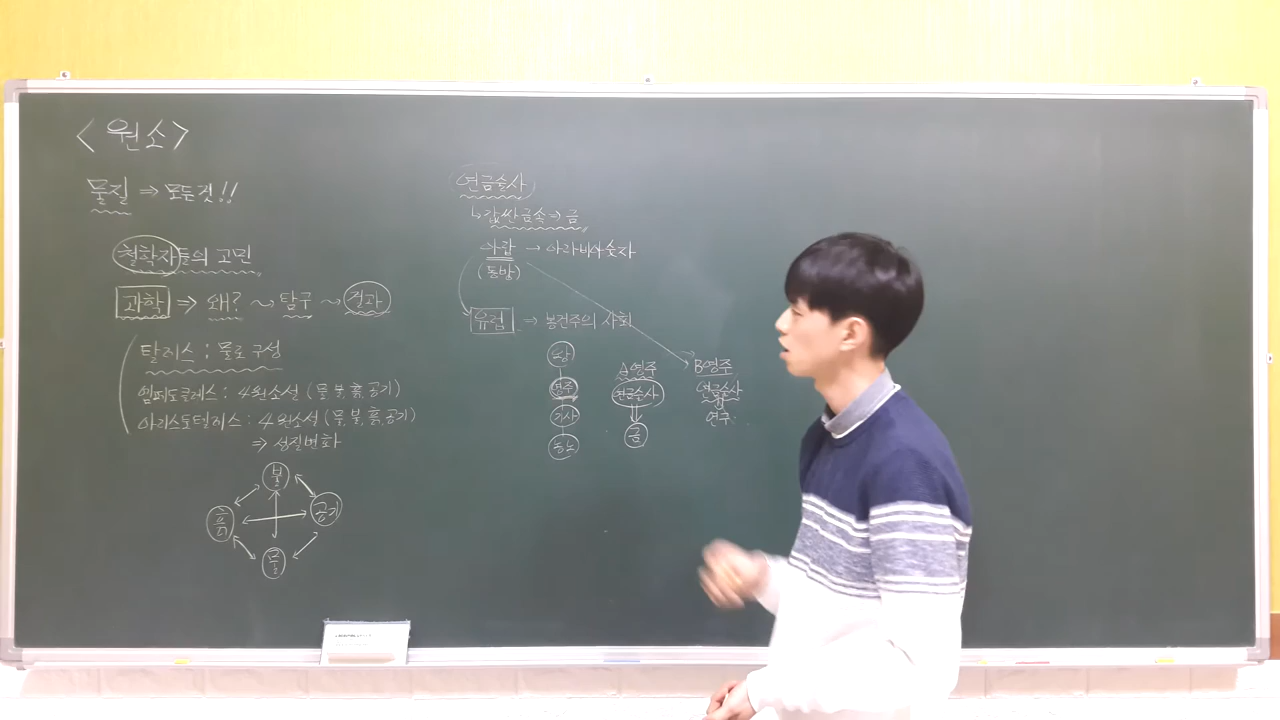 <원소>
물질 ⇒ 모든것!!
철학자들의 고민
과학 ⇒ 왜? ~> 탐구 ~> 결과
탈레스 : 물로 구성
엠페도클레스 : 4원소설 (물, 불, 흙, 공기)
아리스토텔레스 : 4원소설 (물, 불, 흙, 공기)
⇒ 성질변화
불
흙
공기
물
연금술사
↳ 값싼 금속 ⇒ 금
아랍 → 아라비아숫자
(동방)
유럽 ⇒ 봉건주의 사회
왕
영주
기사
농노
A영주
연금술사
⇓
금
B영주
연금술사
연구